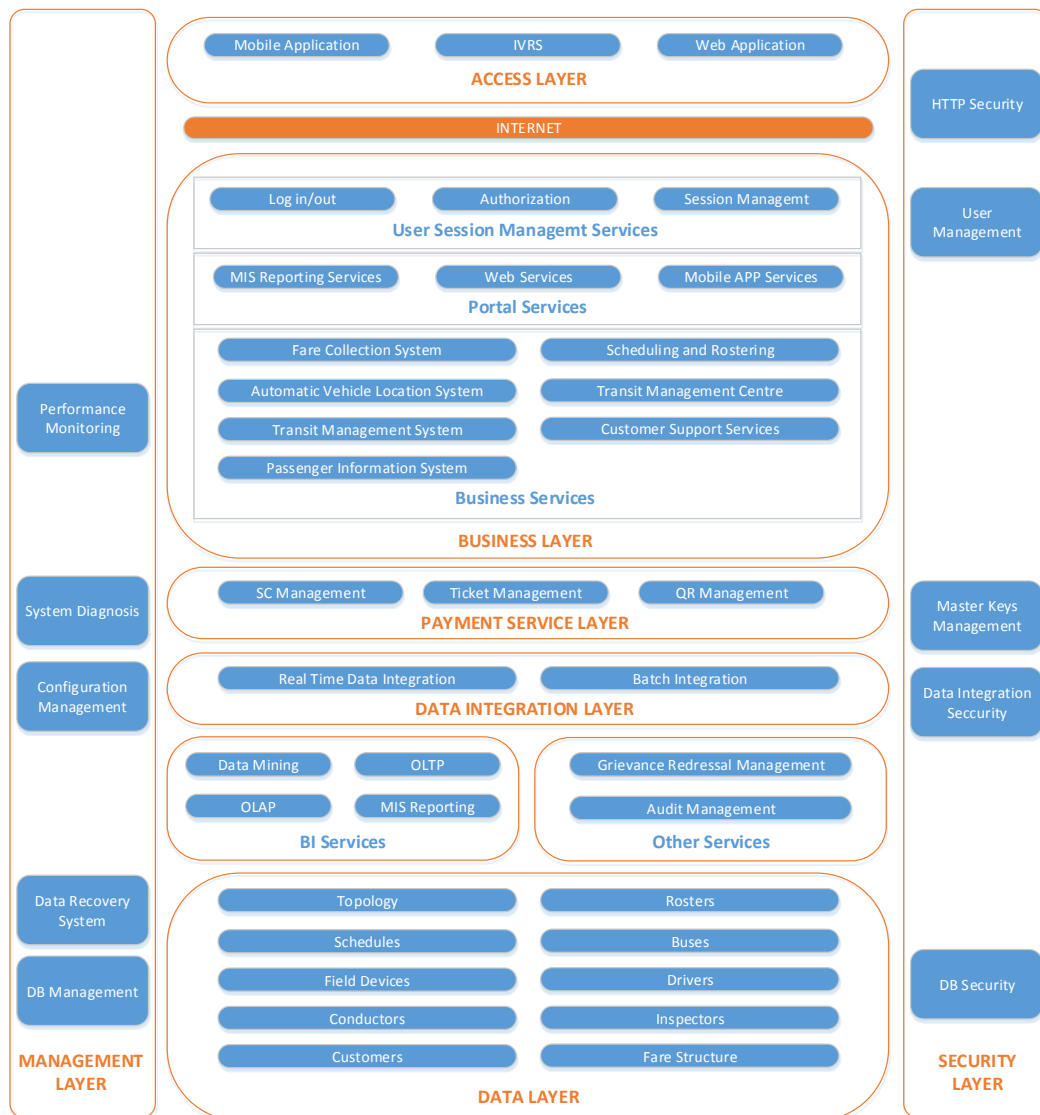 Mobile Application
IVRS
Web Application
ACCESS LAYER
HTTP Security
INTERNET
Log in/out
Authorization
Session Managemt
User Session Managemt Services
User
Management
MIS Reporting Services
Web Services
Mobile APP Services
Portal Services
Fare Collection System
Scheduling and Rostering
Automatic Vehicle Location System
Transit Management Centre
Performance
Monitoring
Transit Management System
Customer Support Services
Passenger Information System
Business Services
BUSINESS LAYER
SC Management
Ticket Management
QR Management
PAYMENT SERVICE LAYER
System Diagnosis
Master Keys
Management
Real Time Data Integration
Batch Integration
DATA INTEGRATION LAYER
Configuration
Management
Data Integration
Seccurity
Data Mining
OLTP
OLAP
MIS Reporting
BI Services
Grievance Redressal Management
Audit Management
Other Services
Data Recovery
System
Topology
Rosters
Schedules
Buses
Field Devices
Drivers
DB Management
DB Security
Conductors
Inspectors
Customers
Fare Structure
MANAGEMENT
LAYER
DATA LAYER
SECURITY
LAYER